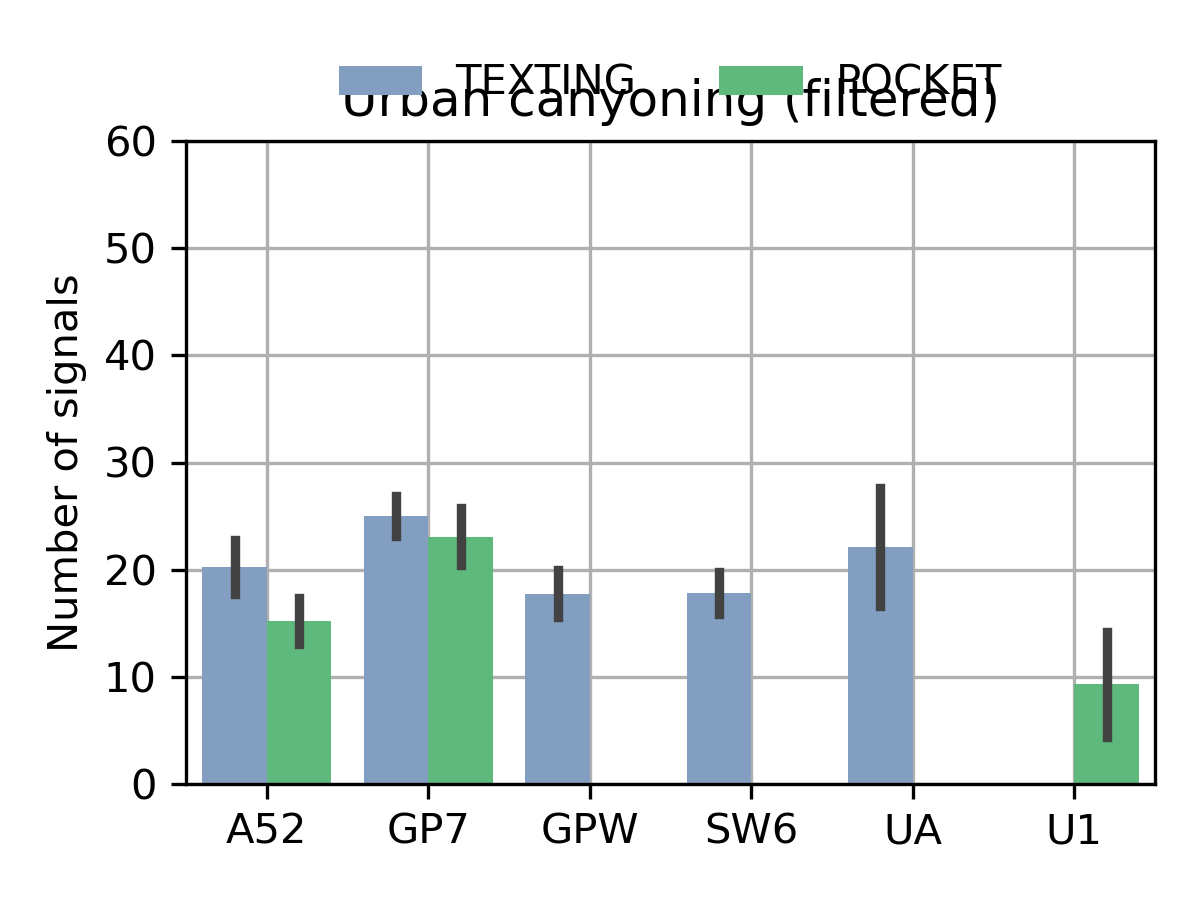 TEXTING POCKET
Urban canyoning (filtered)
60
50
40
30
20
10
0
Number of signals
A52 GP7 GPW SW6 UA U1